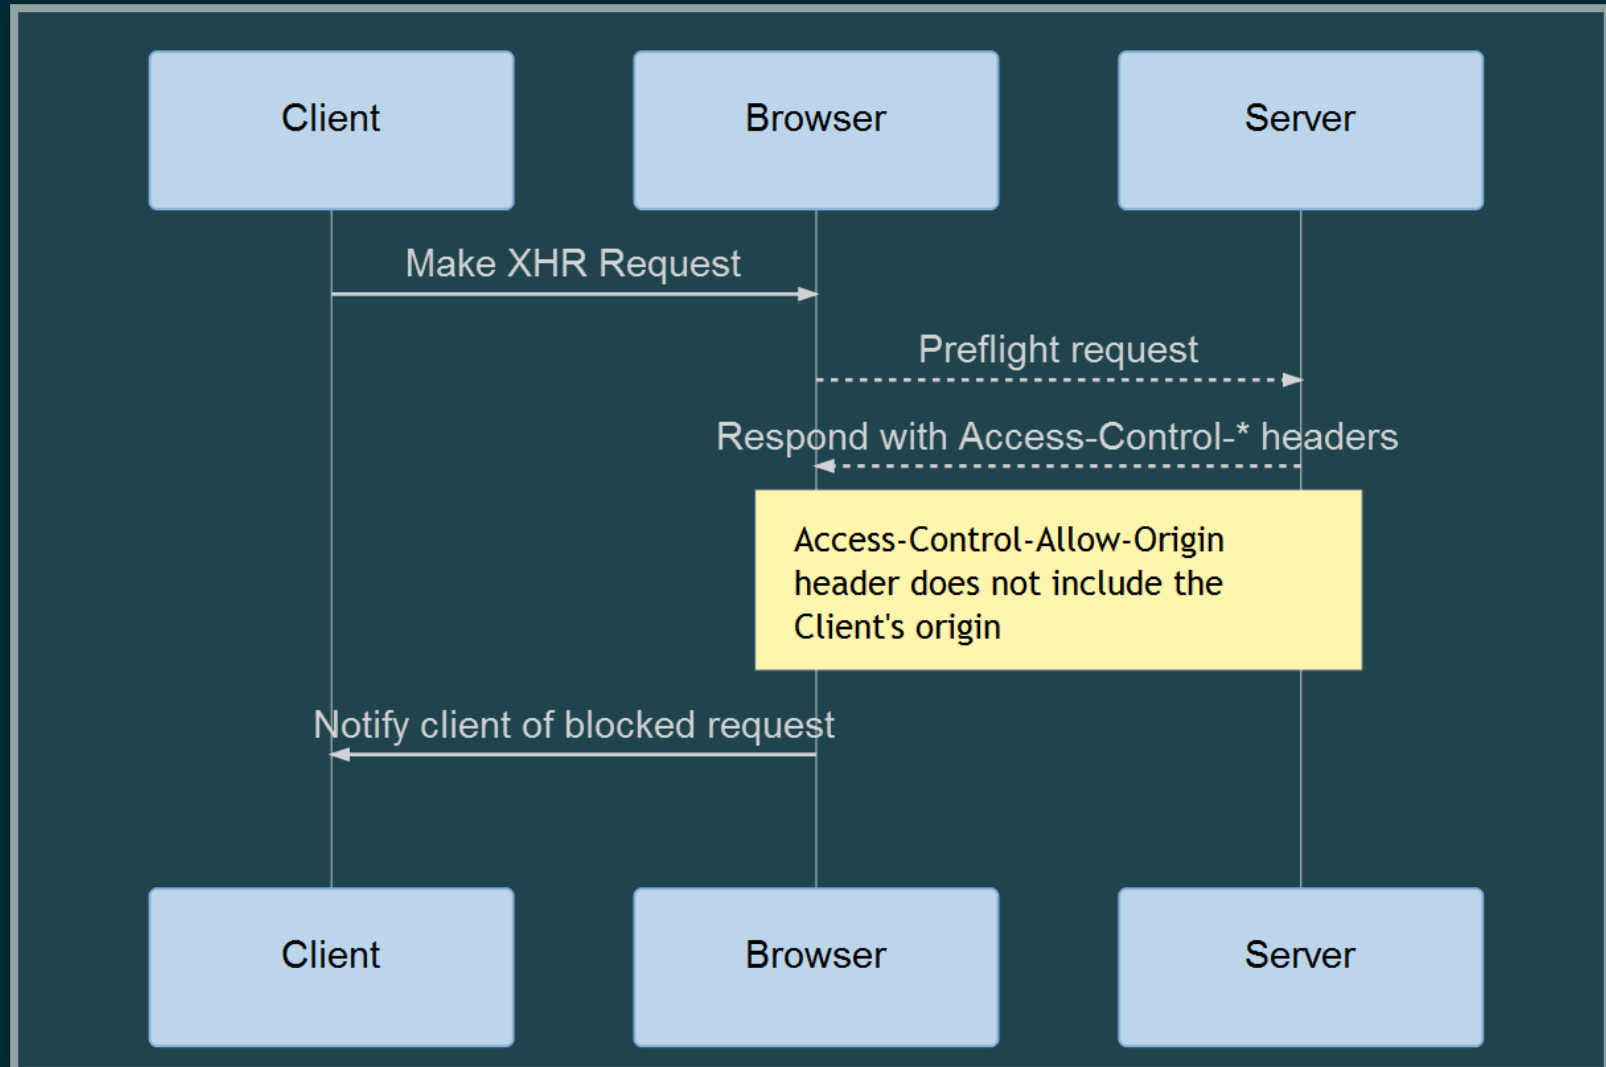 Client
Browser
Server
Make XHR Request
Preflight request
Respond with Access-Control-* headers
Access-Control-Allow-Origin
header does not include the
Client's origin
Notify client of blocked request
Client
Browser
Server